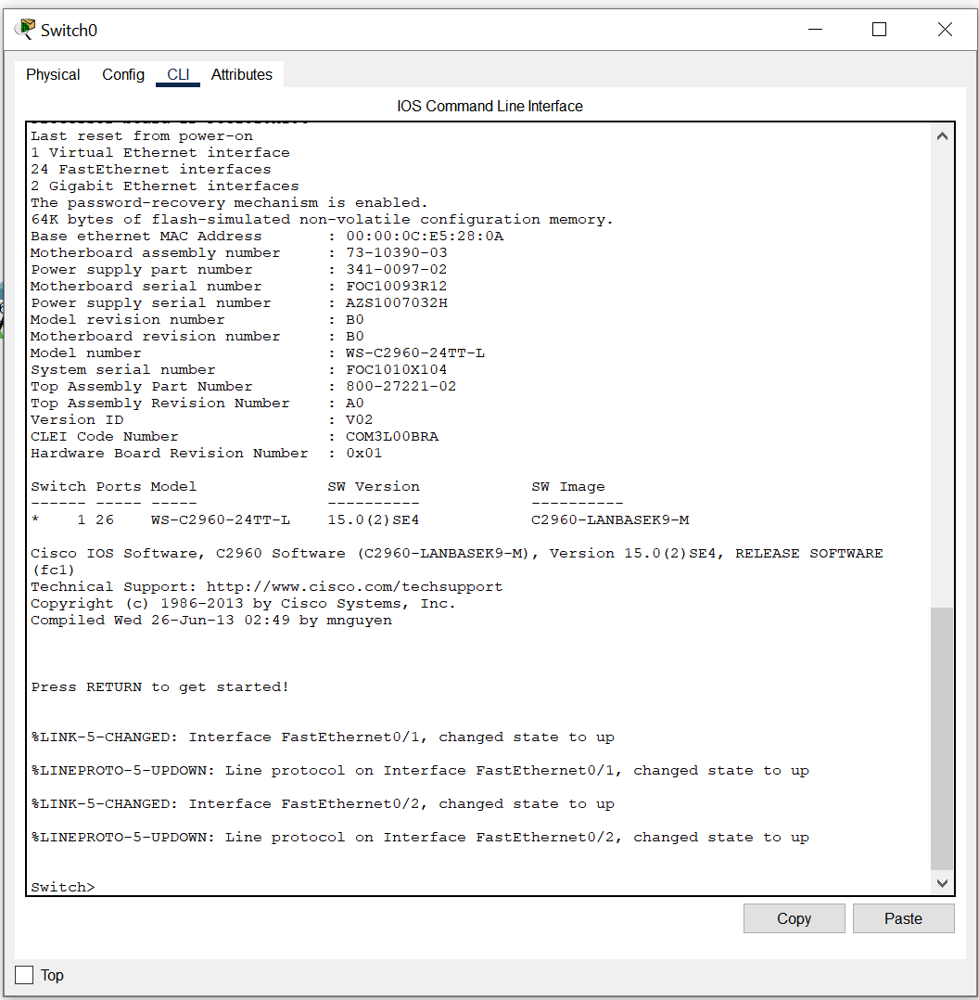 Switch0
Physical Config CLI Attributes
IOS Command Line Interface
Last reset from power-on
1 Virtual Ethernet interface
24 FastEthernet interfaces
2 Gigabit Ethernet interfaces
The password-recovery mechanism is enabled.
64K bytes of flash-simulated non-volatile configuration memory.
Base ethernet MAC Address : 00:00:0C:E5:28:0A
Motherboard assembly number : 73-10390-03
Power supply part number : 341-0097-02
Motherboard serial number : FOC10093R12
Power supply serial number : AZS1007032H
Model revision number : B0
Motherboard revision number : B0
Model number : WS-C2960-24TT-L
System serial number : FOC1010X104
Top Assembly Part Number : 800-27221-02
Top Assembly Revision Number : A0
Version ID : V02
CLEI Code Number : COM3L00BRA
Hardware Board Revision Number : 0x01
Switch Ports Model SW Version SW Image
------ ----- ----- ---------- ----------
* 1 26 WS-C2960-24TT-L 15.0(2)SE4 C2960-LANBASEK9-M
Cisco IOS Software, C2960 Software (C2960-LANBASEK9-M), Version 15.0(2)SE4, RELEASE SOFTWARE
(fc1)
Technical Support: http://www.cisco.com/techsupport
Copyright (c) 1986-2013 by Cisco Systems, Inc.
Compiled Wed 26-Jun-13 02:49 by mnguyen
Press RETURN to get started!
%LINK-5-CHANGED: Interface FastEthernet0/1, changed state to up
%LINEPROTO-5-UPDOWN: Line protocol on Interface FastEthernet0/1, changed state to up
%LINK-5-CHANGED: Interface FastEthernet0/2, changed state to up
%LINEPROTO-5-UPDOWN: Line protocol on Interface FastEthernet0/2, changed state to up
Switch>
Copy Paste
Top